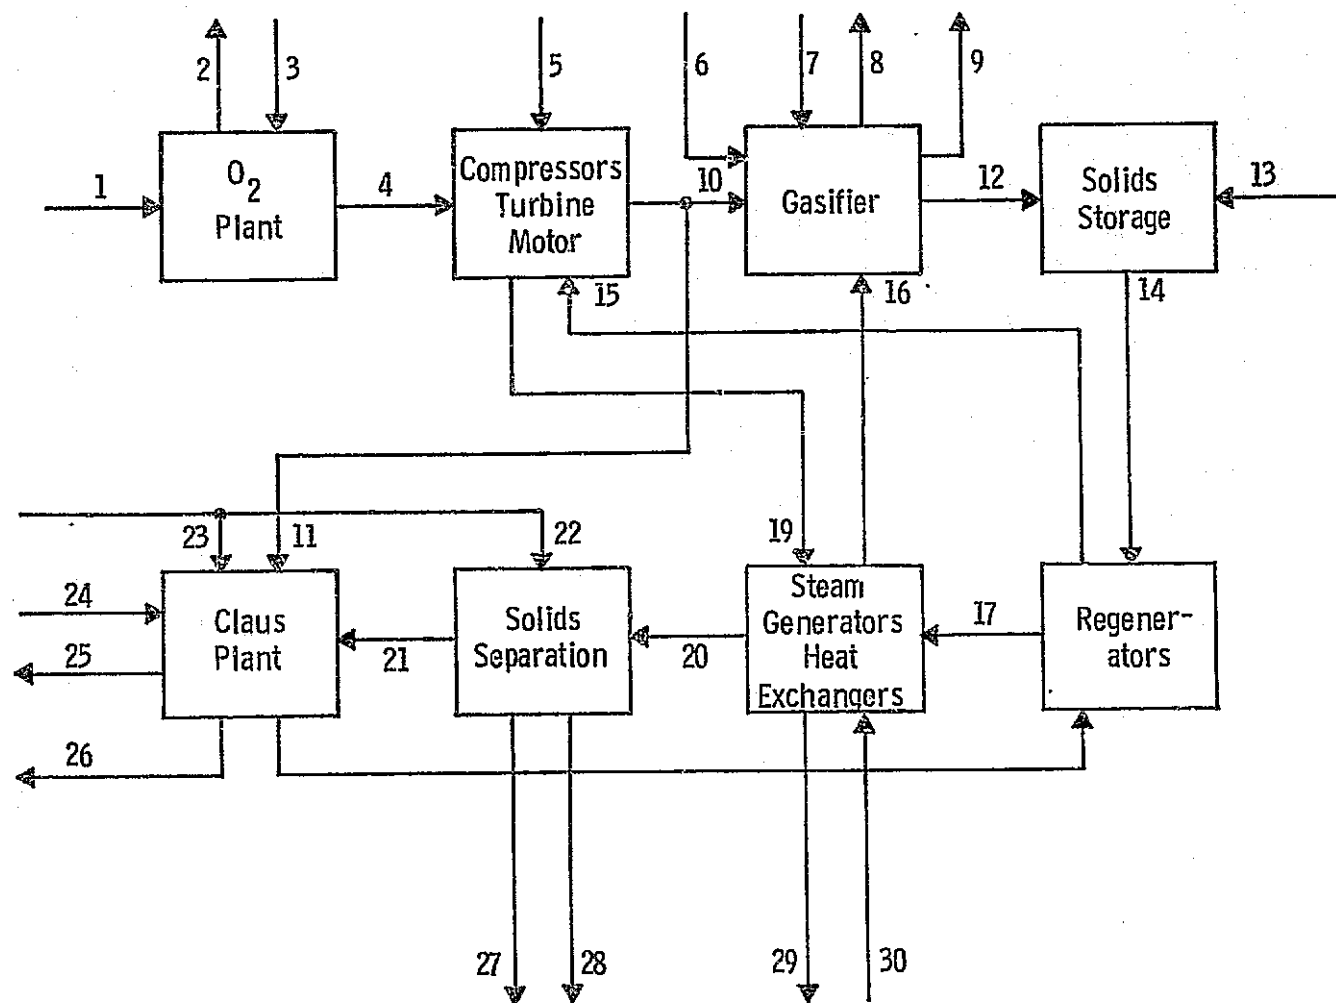 2
3
5
6
7
8
9
1
O2
Plant
4
Compressors
Turbine
Motor
10
Gasifier
12
Solids
Storage
13
15
16
14
23
11
22
19
24
25
Claus
Plant
21
Solids
Separation
20
Steam
Generators
Heat
Exchangers
17
Regener-
ators
26
27
28
29
30